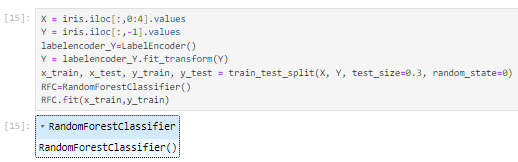 [15]:
X = iris.iloc[:,0:4].values
Y = iris.iloc[:,-1].values
labelencoder_Y=LabelEncoder()
Y = labelencoder_Y.fit_transform(Y)
x_train, x_test, y_train, y_test = train_test_split(X, Y, test_size=0.3, random_state=0)
RFC=RandomForestClassifier()
RFC.fit(x_train,y_train)
[15]:
RandomForestClassifier
RandomForestClassifier()